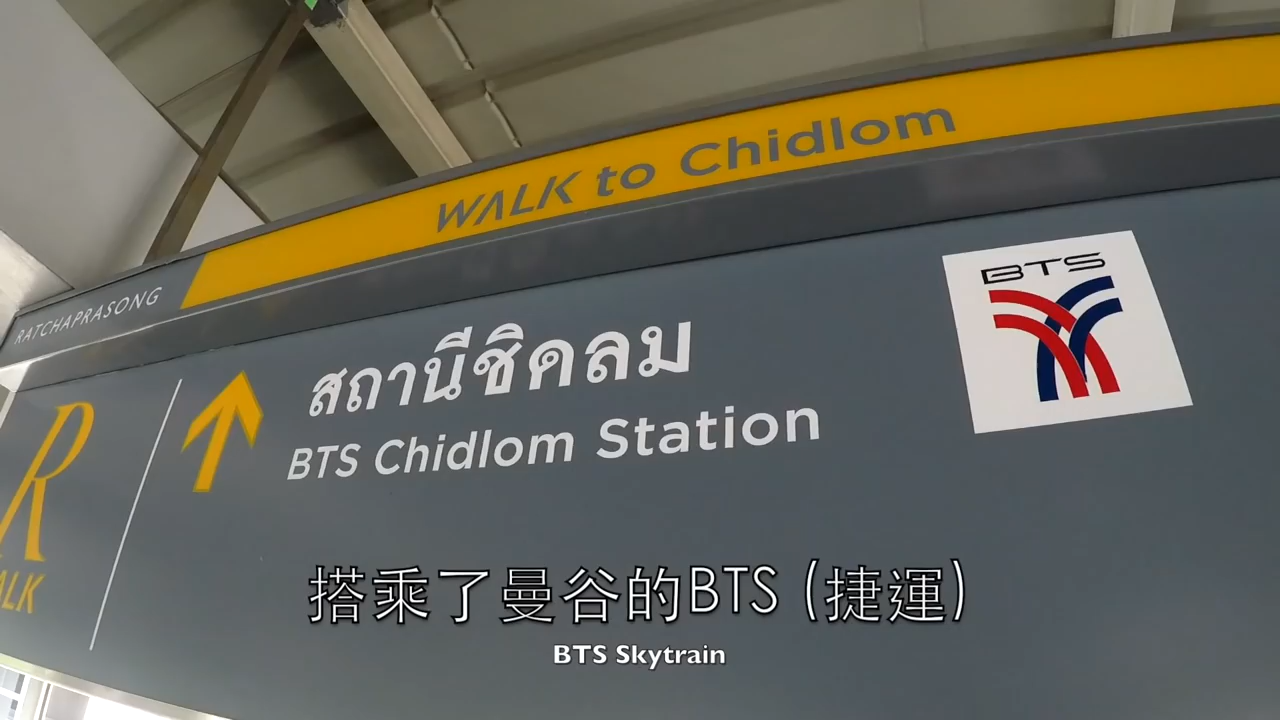 WALK to Chidlom
RATCHAPRASONG
BTS
สถานีชิดลม
BTS Chidlom Station
R
ALK
搭乘了曼谷的BTS (捷運)
BTS Skytrain